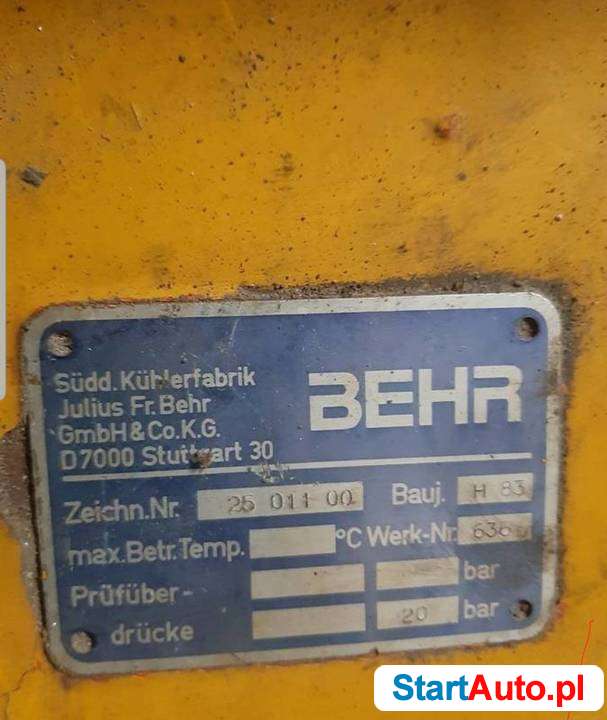 Südd. Kühlerfabrik
Julius Fr. Behr
GmbH & Co. K.G.
D7000 Stuttgart 30
BEHR
Zeichn. Nr. 25 011 00 Bauj. H 83
max. Betr. Temp. °C Werk-Nr.
Prüfüber- bar
drücke 20 bar
StartAuto.pl